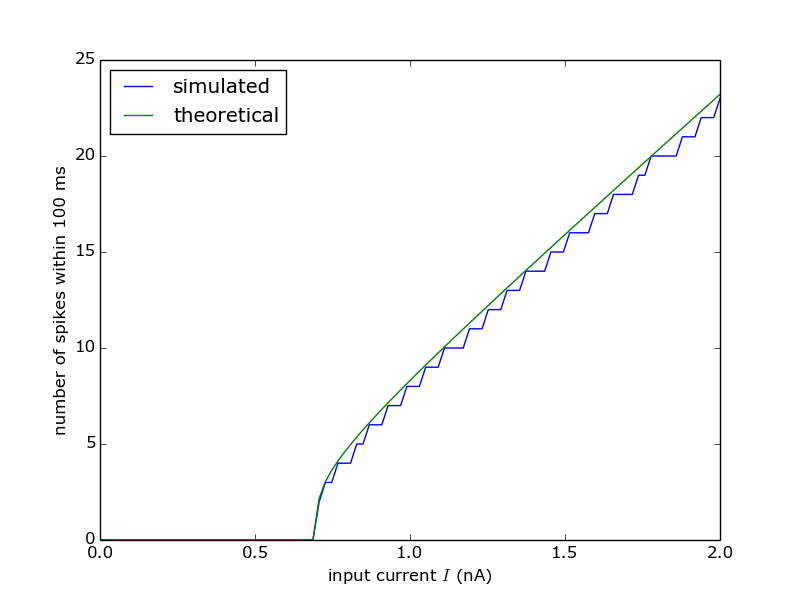 25
20
15
10
5
0
number of spikes within 100 ms
simulated
theoretical
0.0 0.5 1.0 1.5 2.0
input current I (nA)